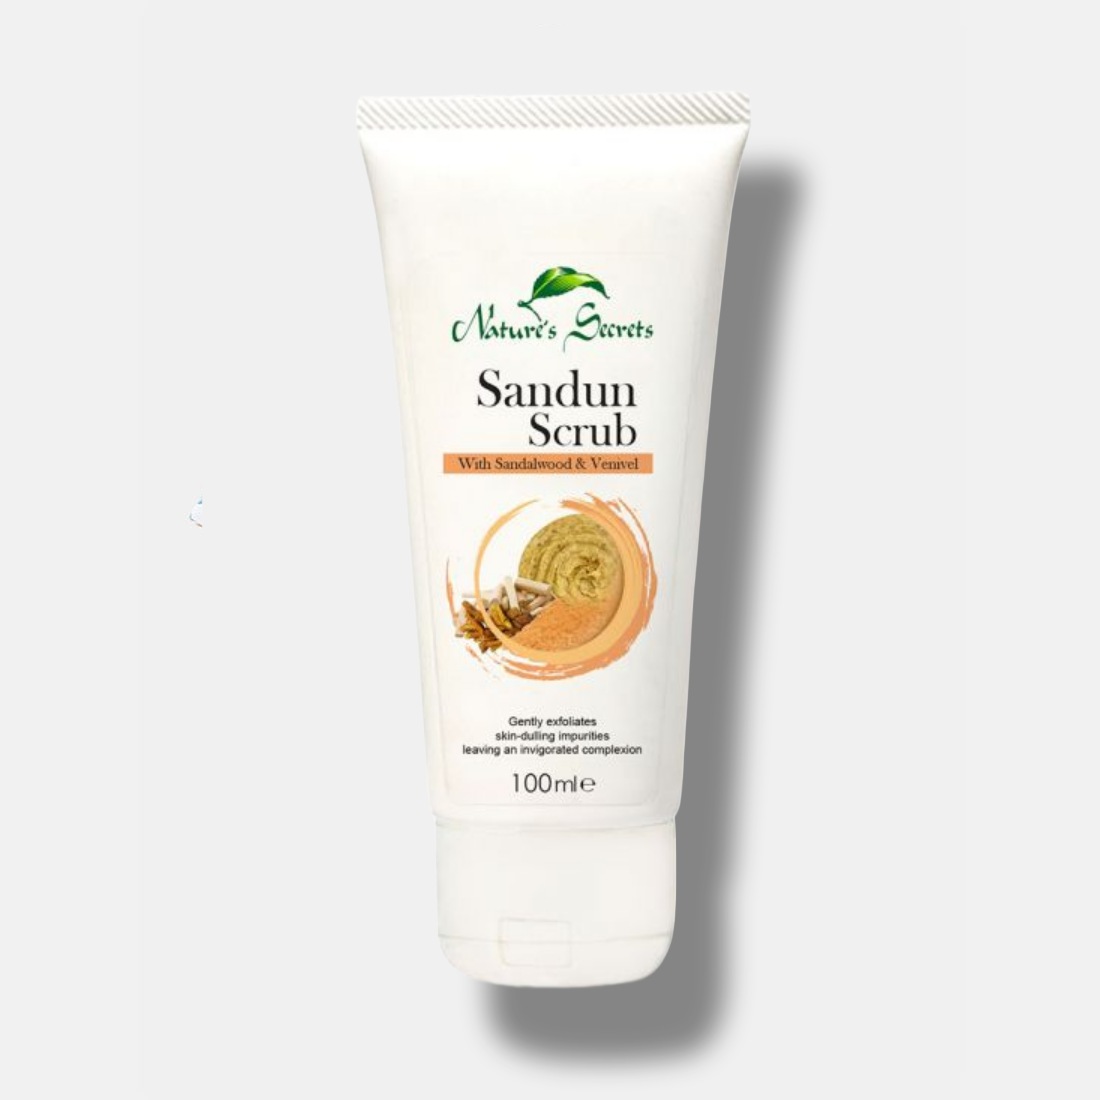 Nature's Secrets
Sandun
Scrub
With Sandalwood & Venivel
Gently exfoliates
skin-dulling impurities
leaving an invigorated complexion
100ml℮